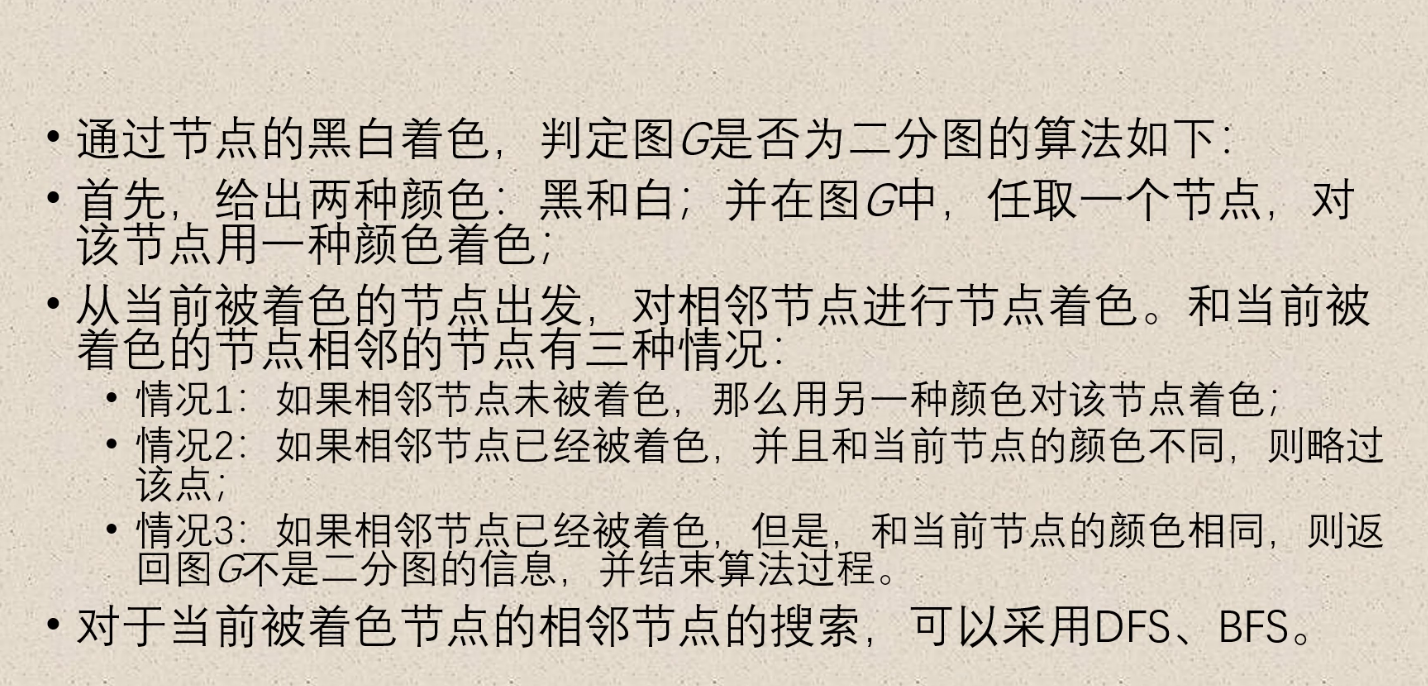 • 通过节点的黑白着色，判定图G是否为二分图的算法如下：
• 首先，给出两种颜色：黑和白；并在图G中，任取一个节点，对
该节点用一种颜色着色；
• 从当前被着色的节点出发，对相邻节点进行节点着色。和当前被
着色的节点相邻的节点有三种情况：
• 情况1：如果相邻节点未被着色，那么用另一种颜色对该节点着色；
• 情况2：如果相邻节点已经被着色，并且和当前节点的颜色不同，则略过
该点；
• 情况3：如果相邻节点已经被着色，但是，和当前节点的颜色相同，则返
回图G不是二分图的信息，并结束算法过程。
• 对于当前被着色节点的相邻节点的搜索，可以采用DFS、BFS。